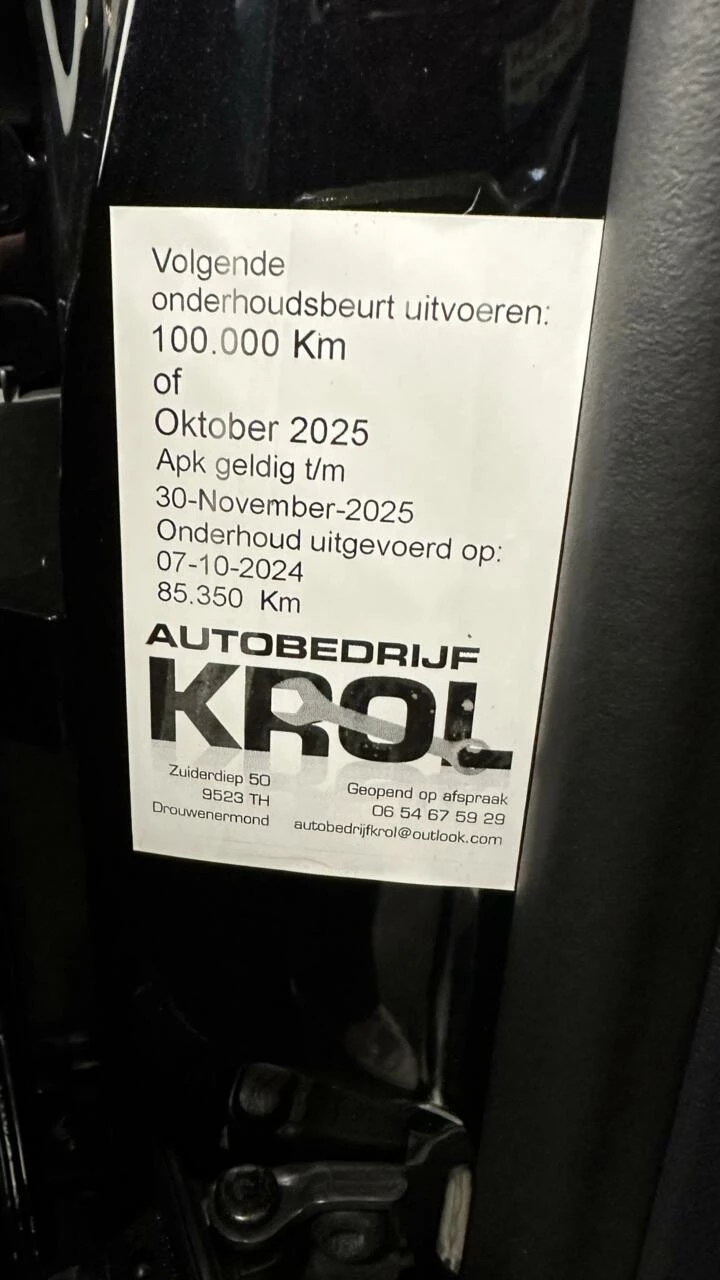 Volgende
onderhoudsbeurt uitvoeren:
100.000 Km
of
Oktober 2025
Apk geldig t/m
30-November-2025
Onderhoud uitgevoerd op:
07-10-2024
85.350 Km
AUTOBEDRIJF
KROL
Zuiderdiep 50
9523 TH
Drouwenermond
Geopend op afspraak
06 54 67 59 29
autobedrijfkrol@outlook.com